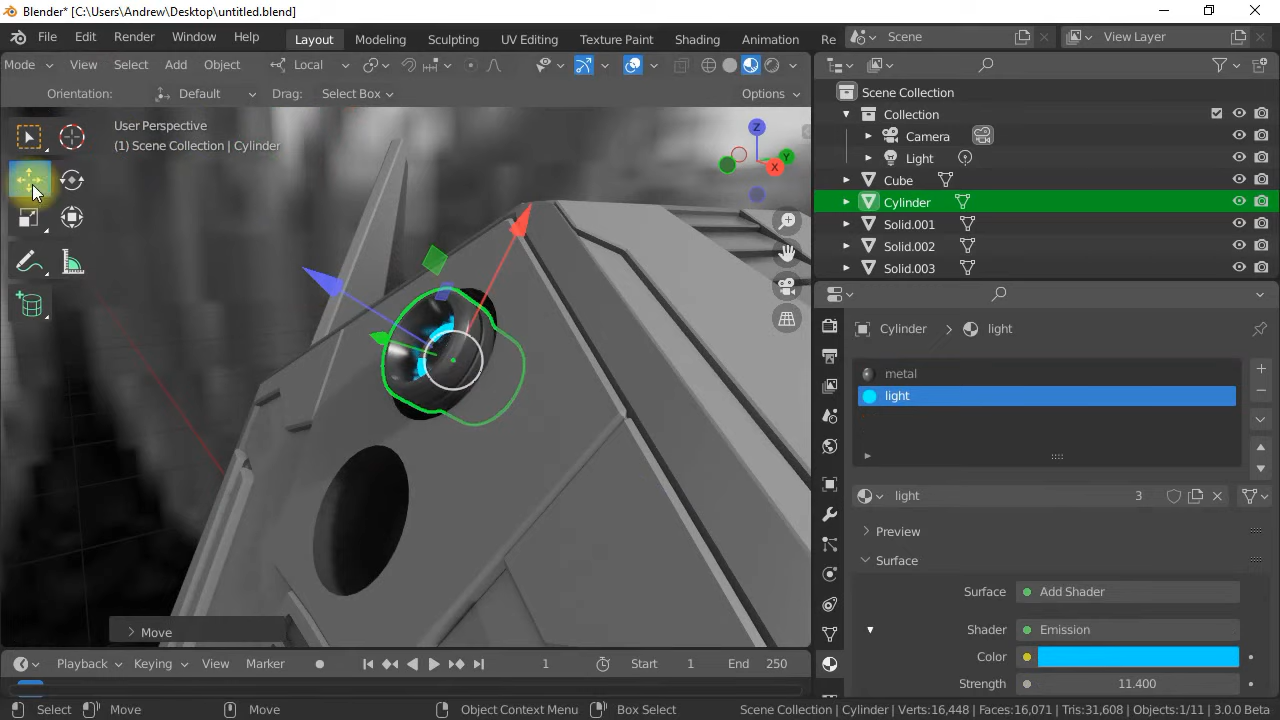 Blender* [C:\Users\Andrew\Desktop\untitled.blend]
File Edit Render Window Help Layout Modeling Sculpting UV Editing Texture Paint Shading Animation Re Scene View Layer
Mode View Select Add Object Local
Orientation: Default Drag: Select Box Options
Scene Collection
Collection
Camera
Light
Cube
Cylinder
Solid.001
Solid.002
Solid.003
User Perspective
(1) Scene Collection | Cylinder
Z
Y
X
Cylinder light
metal
light
light 3
Preview
Surface
Surface Add Shader
Shader Emission
Color
Strength 11.400
Move
Playback Keying View Marker 1 Start 1 End 250
Select Move Move Object Context Menu Box Select Scene Collection | Cylinder | Verts:16,448 | Faces:16,071 | Tris:31,608 | Objects:1/11 | 3.0.0 Beta